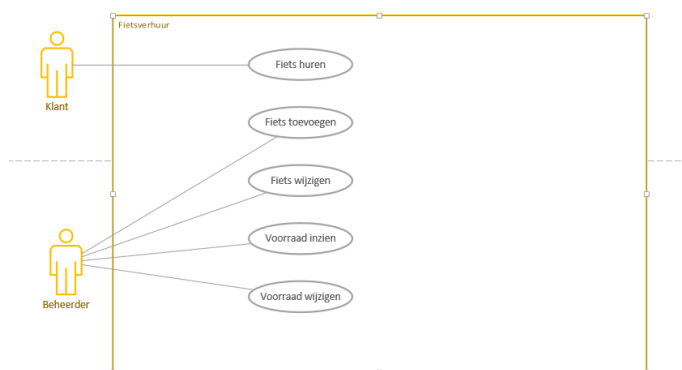 Fietsverhuur
Fiets huren
Klant
Fiets toevoegen
Fiets wijzigen
Voorraad inzien
Voorraad wijzigen
Beheerder